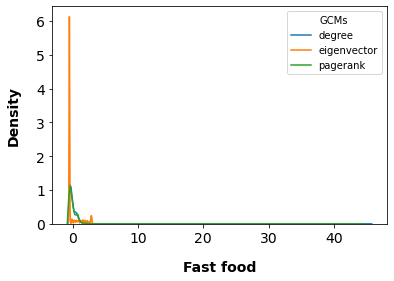 GCMs
degree
eigenvector
pagerank
6
5
4
3
2
1
0
Density
0 10 20 30 40
Fast food